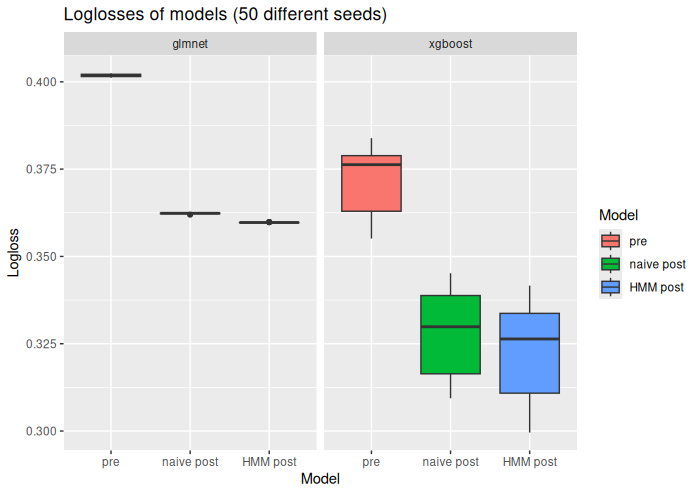 Loglosses of models (50 different seeds)
glmnet
xgboost
0.400
0.375
0.350
0.325
0.300
Logloss
pre
naive post
HMM post
pre
naive post
HMM post
Model
Model
pre
naive post
HMM post